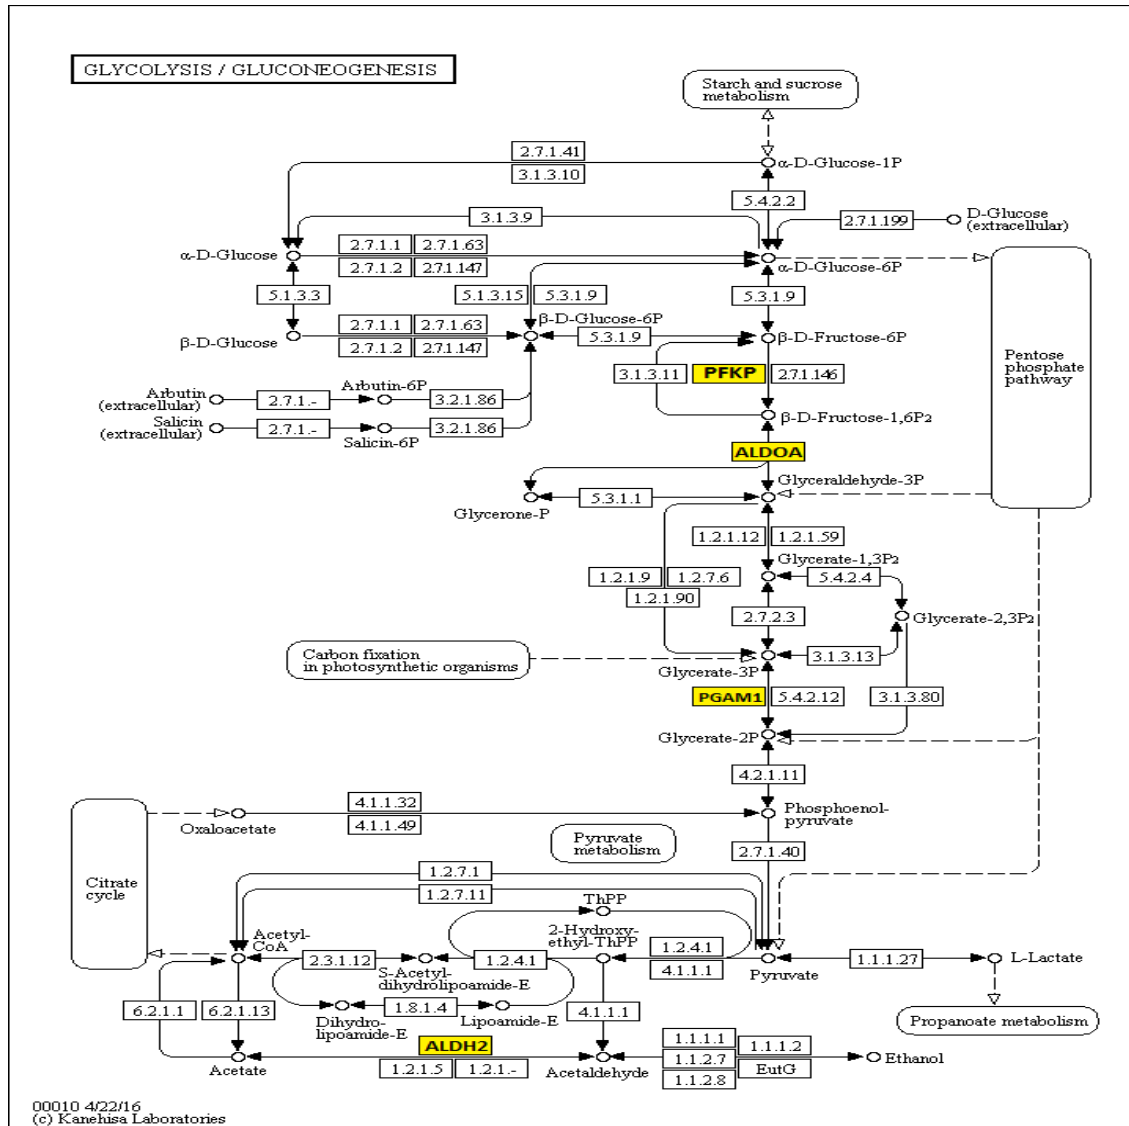 GLYCOLYSIS / GLUCONEOGENESIS
Starch and sucrose
metabolism
2.7.1.41
3.1.3.10
α-D-Glucose-1P
5.4.2.2
3.1.3.9
2.7.1.199
D-Glucose
(extracellular)
α-D-Glucose
2.7.1.1
2.7.1.63
2.7.1.2
2.7.1.147
α-D-Glucose-6P
5.1.3.3
5.1.3.15
5.3.1.9
5.3.1.9
β-D-Glucose
2.7.1.1
2.7.1.63
2.7.1.2
2.7.1.147
β-D-Glucose-6P
5.3.1.9
β-D-Fructose-6P
Pentose
phosphate
pathway
3.1.3.11
PFKP
2.7.1.146
Arbutin
(extracellular)
2.7.1.-
Arbutin-6P
3.2.1.86
β-D-Fructose-1,6P2
Salicin
(extracellular)
2.7.1.-
Salicin-6P
3.2.1.86
ALDOA
Glyceraldehyde-3P
Glycerone-P
5.3.1.1
1.2.1.12
1.2.1.59
Glycerate-1,3P2
1.2.1.9
1.2.7.6
1.2.1.90
5.4.2.4
2.7.2.3
Glycerate-2,3P2
Carbon fixation
in photosynthetic organisms
3.1.3.13
Glycerate-3P
PGAM1
5.4.2.12
3.1.3.80
Glycerate-2P
4.2.1.11
4.1.1.32
4.1.1.49
Oxaloacetate
Phosphoenol-
pyruvate
Pyruvate
metabolism
2.7.1.40
Citrate
cycle
1.2.7.1
1.2.7.11
ThPP
Acetyl-
CoA
2-Hydroxy-
ethyl-ThPP
2.3.1.12
S-Acetyl-
dihydrolipoamide-E
1.2.4.1
1.2.4.1
4.1.1.1
Pyruvate
1.1.1.27
L-Lactate
6.2.1.1
6.2.1.13
Dihydro-
lipoamide-E
1.8.1.4
Lipoamide-E
4.1.1.1
Propanoate metabolism
ALDH2
Acetate
1.2.1.5
1.2.1.-
Acetaldehyde
1.1.1.1
1.1.1.2
1.1.2.7
EutG
1.1.2.8
Ethanol
00010 4/22/16
(c) Kanehisa Laboratories